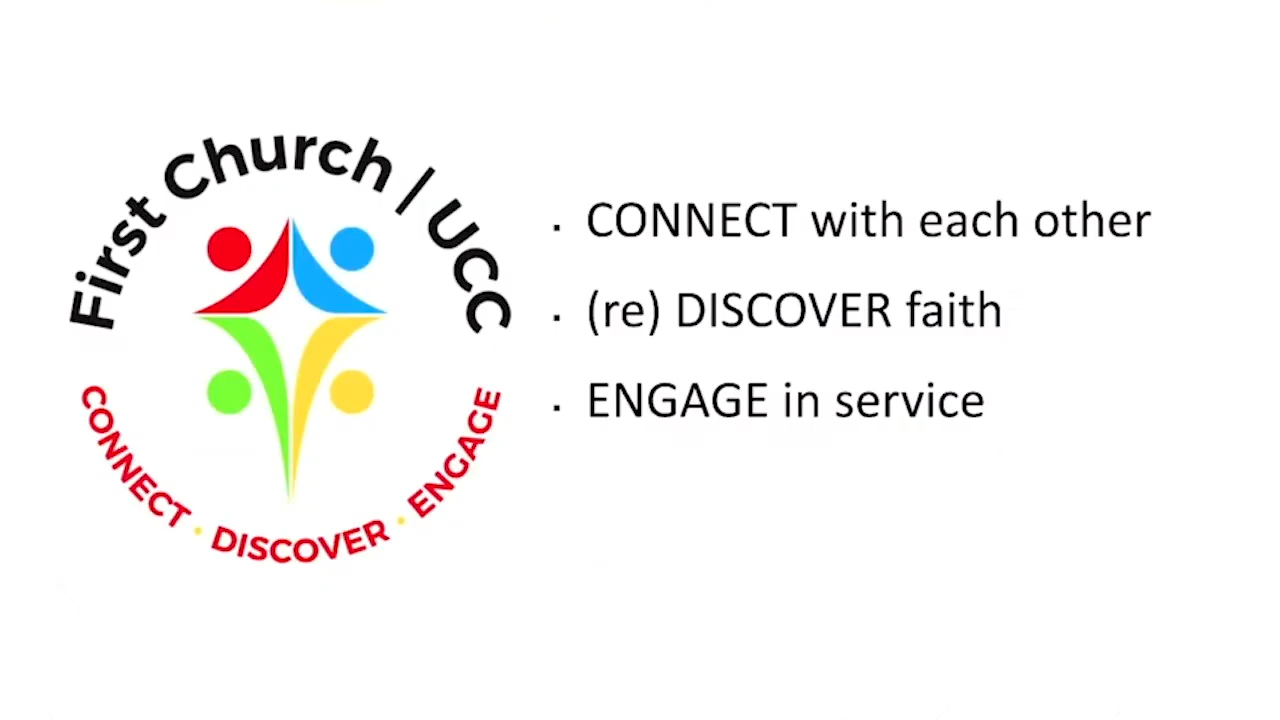 First Church | UCC
CONNECT · DISCOVER · ENGAGE
▪ CONNECT with each other
▪ (re) DISCOVER faith
▪ ENGAGE in service